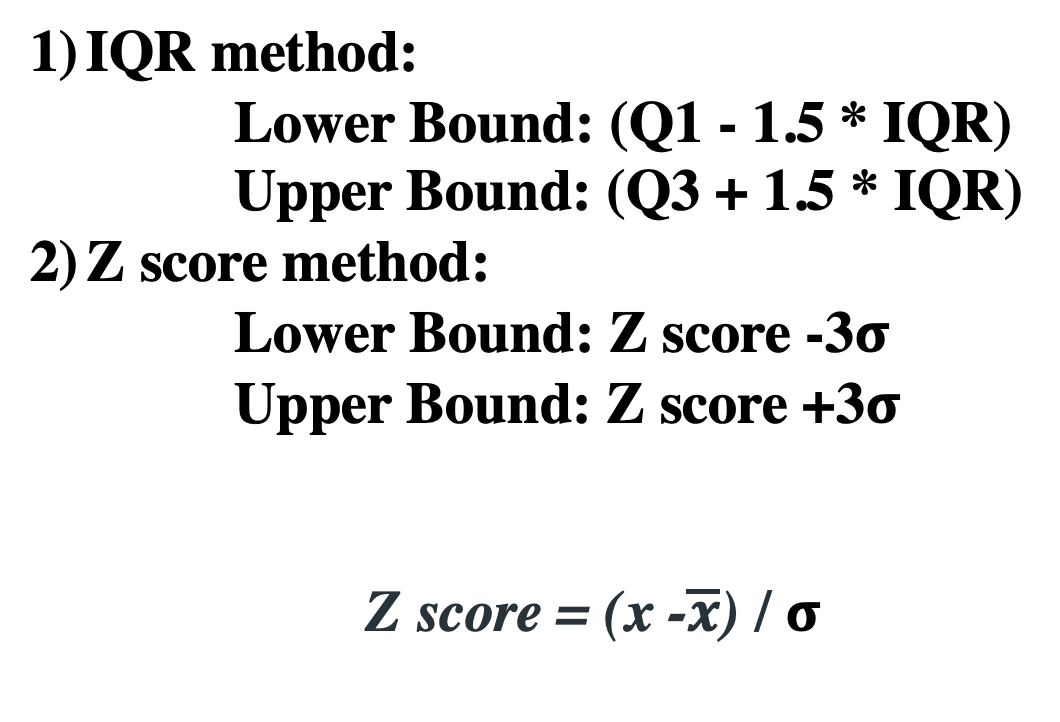 1) IQR method:
Lower Bound: (Q1 - 1.5 * IQR)
Upper Bound: (Q3 + 1.5 * IQR)
2) Z score method:
Lower Bound: Z score -3σ
Upper Bound: Z score +3σ
Z score = (x -x̅) / σ